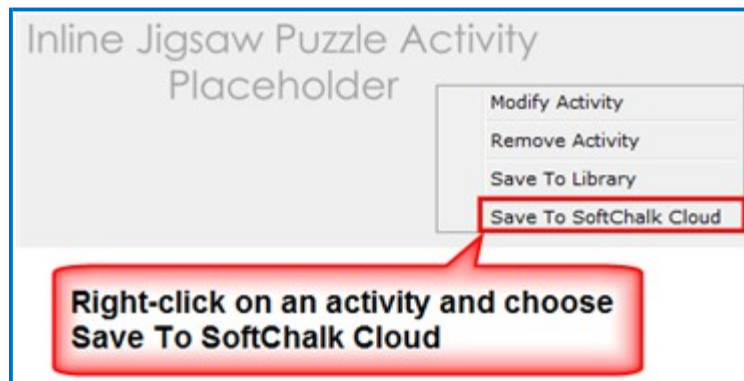 Inline Jigsaw Puzzle Activity
Placeholder
Modify Activity
Remove Activity
Save To Library
Save To SoftChalk Cloud
Right-click on an activity and choose
Save To SoftChalk Cloud